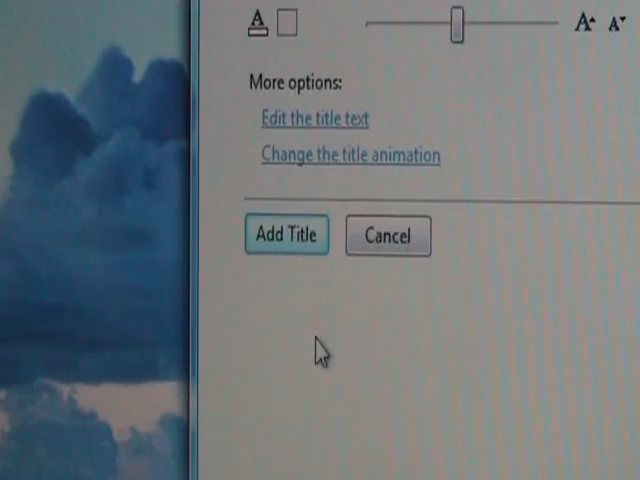 A A A
More options:
Edit the title text
Change the title animation
Add Title Cancel